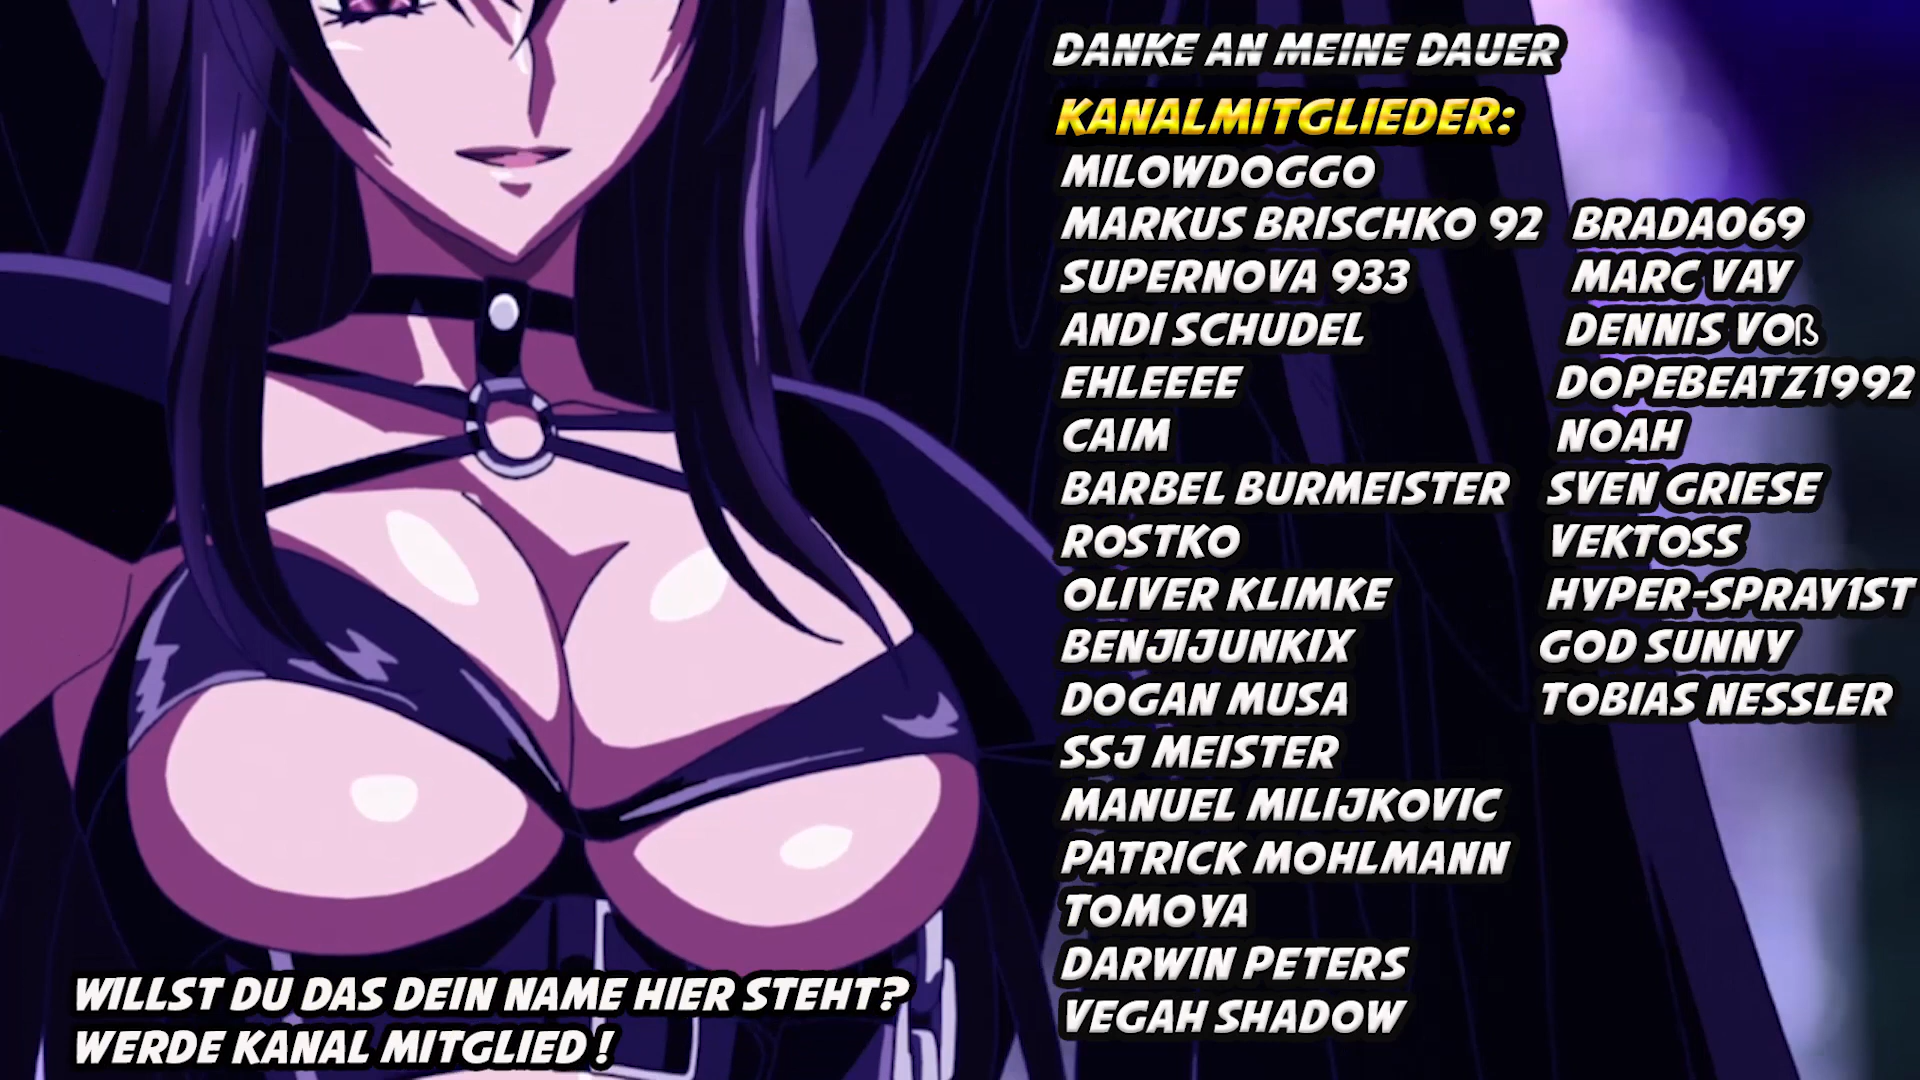 DANKE AN MEINE DAUER
KANALMITGLIEDER:
MILOWDOGGO
MARKUS BRISCHKO 92
SUPERNOVA 933
ANDI SCHUDEL
EHLEEEE
CAIM
BARBEL BURMEISTER
ROSTKO
OLIVER KLIMKE
BENJIJUNKIX
DOGAN MUSA
SSJ MEISTER
MANUEL MILIJKOVIC
PATRICK MOHLMANN
TOMOYA
DARWIN PETERS
VEGAH SHADOW
BRADA069
MARC VAY
DENNIS VOß
DOPEBEATZ1992
NOAH
SVEN GRIESE
VEKTOSS
HYPER-SPRAY1ST
GOD SUNNY
TOBIAS NESSLER
WILLST DU DAS DEIN NAME HIER STEHT?
WERDE KANAL MITGLIED !